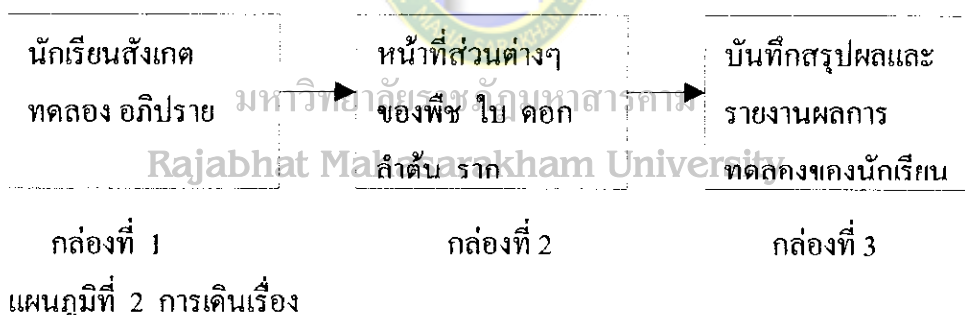 นักเรียนสังเกต
ทดลอง อภิปราย
หน้าที่ส่วนต่างๆ
ของพืช ใบ ดอก
ลำต้น ราก
บันทึกสรุปผลและ
รายงานผลการ
ทดลองของนักเรียน
มหาวิทยาลัยราชภัฏมหาสารคาม
Rajabhat Mahasarakham University
กล่องที่ 1
กล่องที่ 2
กล่องที่ 3
แผนภูมิที่ 2 การเดินเรื่อง